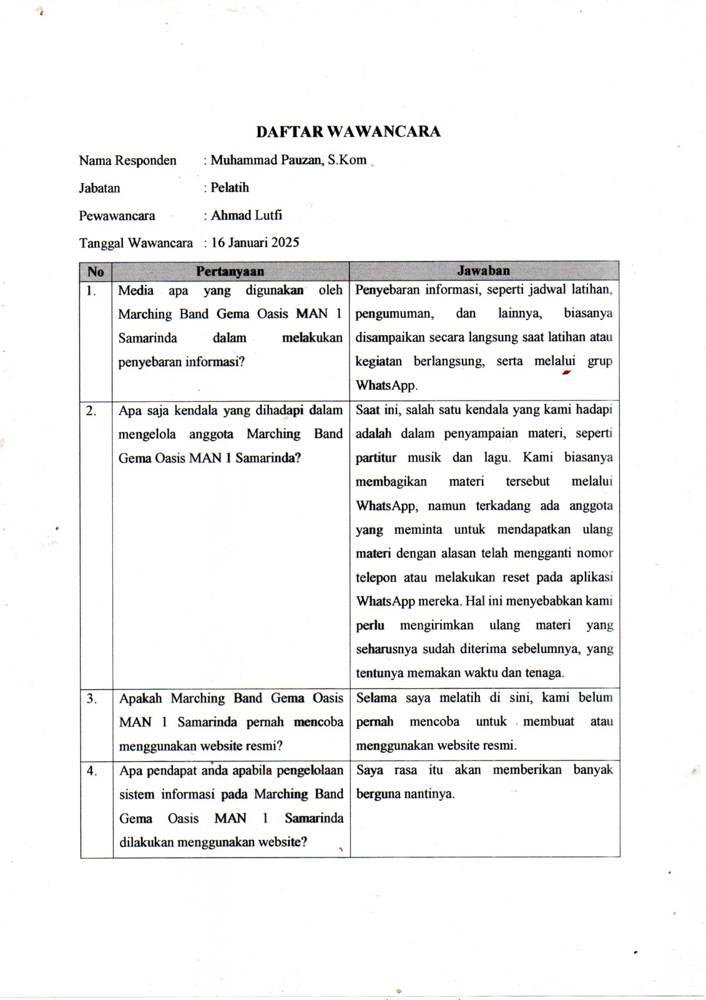 DAFTAR WAWANCARA
Nama Responden : Muhammad Pauzan, S.Kom
Jabatan : Pelatih
Pewawancara : Ahmad Lutfi
Tanggal Wawancara : 16 Januari 2025
No Pertanyaan Jawaban
1.
Media apa yang digunakan oleh
Marching Band Gema Oasis MAN 1
Samarinda dalam melakukan
penyebaran informasi?
Penyebaran informasi, seperti jadwal latihan,
pengumuman, dan lainnya, biasanya
disampaikan secara langsung saat latihan atau
kegiatan berlangsung, serta melalui grup
WhatsApp.
2.
Apa saja kendala yang dihadapi dalam
mengelola anggota Marching Band
Gema Oasis MAN 1 Samarinda?
Saat ini, salah satu kendala yang kami hadapi
adalah dalam penyampaian materi, seperti
partitur musik dan lagu. Kami biasanya
membagikan materi tersebut melalui
WhatsApp, namun terkadang ada anggota
yang meminta untuk mendapatkan ulang
materi dengan alasan telah mengganti nomor
telepon atau melakukan reset pada aplikasi
WhatsApp mereka. Hal ini menyebabkan kami
perlu mengirimkan ulang materi yang
seharusnya sudah diterima sebelumnya, yang
tentunya memakan waktu dan tenaga.
3.
Apakah Marching Band Gema Oasis
MAN 1 Samarinda pernah mencoba
menggunakan website resmi?
Selama saya melatih di sini, kami belum
pernah mencoba untuk membuat atau
menggunakan website resmi.
4.
Apa pendapat anda apabila pengelolaan
sistem informasi pada Marching Band
Gema Oasis MAN 1 Samarinda
dilakukan menggunakan website?
Saya rasa itu akan memberikan banyak
berguna nantinya.